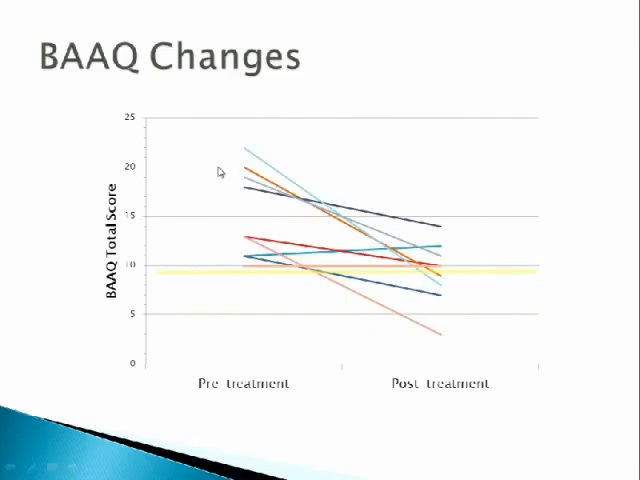 BAAQ Changes
25
20
15
10
5
0
BAAQ Total Score
Pre treatment
Post treatment